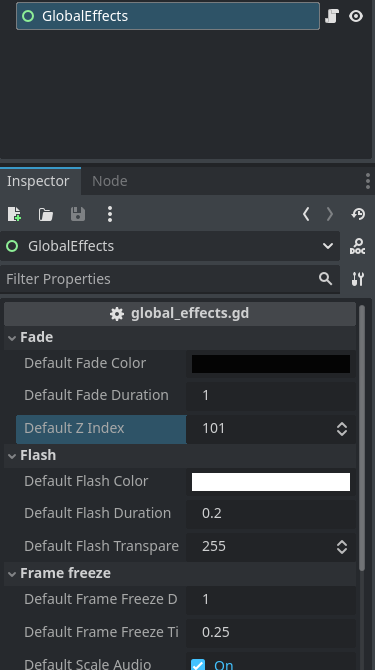 GlobalEffects
Inspector Node
GlobalEffects
DOC
Filter Properties
global_effects.gd
Fade
Default Fade Color
Default Fade Duration 1
Default Z Index 101
Flash
Default Flash Color
Default Flash Duration 0.2
Default Flash Transpare 255
Frame freeze
Default Frame Freeze D 1
Default Frame Freeze Ti 0.25
Default Scale Audio On